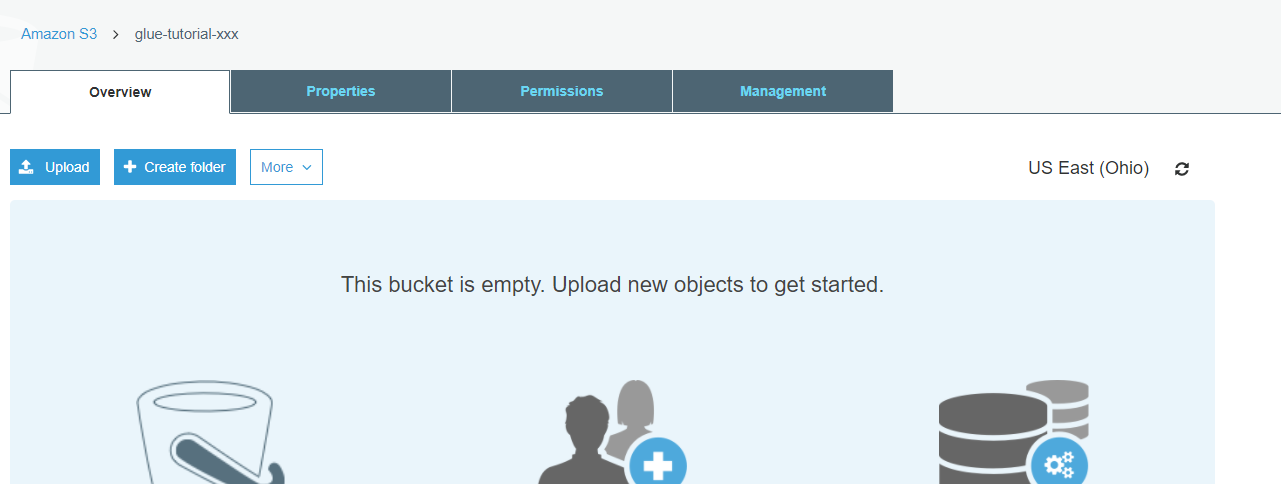 Amazon S3 > glue-tutorial-xxx
Overview Properties Permissions Management
Upload Create folder More US East (Ohio)
This bucket is empty. Upload new objects to get started.